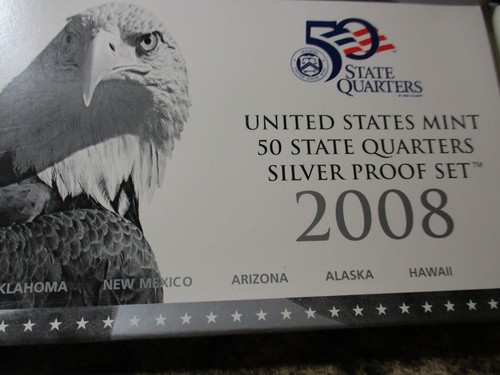 50
STATE
QUARTERS
UNITED STATES MINT
50 STATE QUARTERS
SILVER PROOF SET™
2008
KLAHOMA NEW MEXICO ARIZONA ALASKA HAWAII